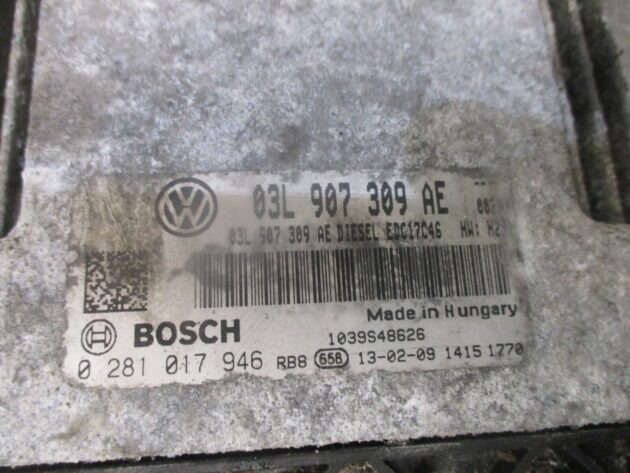 03L 907 309 AE
03L 907 309 AE DIESEL EDC17C46 HW:
Made in Hungary
BOSCH 1039S48626
0 281 017 946 RB8 658 13-02-09 1415 1770